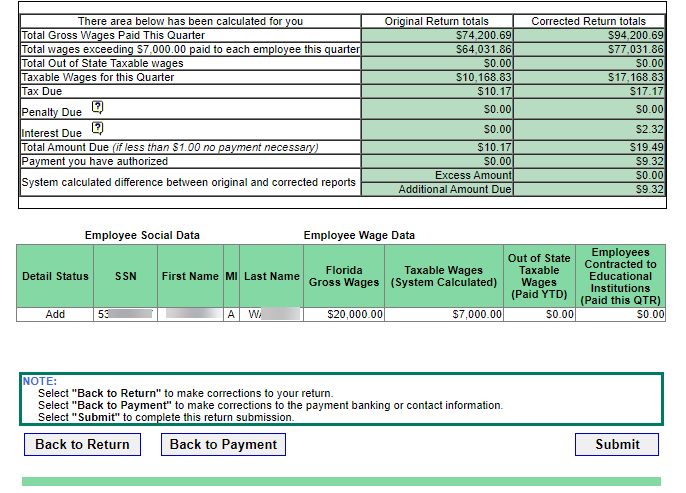 There area below has been calculated for you Original Return totals Corrected Return totals
Total Gross Wages Paid This Quarter $74,200.69 $94,200.69
Total wages exceeding $7,000.00 paid to each employee this quarter $64,031.86 $77,031.86
Total Out of State Taxable wages $0.00 $0.00
Taxable Wages for this Quarter $10,168.83 $17,168.83
Tax Due $10.17 $17.17
Penalty Due ? $0.00 $0.00
Interest Due ? $0.00 $2.32
Total Amount Due (if less than $1.00 no payment necessary) $10.17 $19.49
Payment you have authorized $0.00 $9.32
System calculated difference between original and corrected reports Excess Amount $0.00
Additional Amount Due $9.32
Employee Social Data Employee Wage Data
Detail Status SSN First Name MI Last Name Florida
Gross Wages Taxable Wages
(System Calculated) Out of State
Taxable
Wages
(Paid YTD) Employees
Contracted to
Educational
Institutions
(Paid this QTR)
Add 53 A W $20,000.00 $7,000.00 $0.00 $0.00
NOTE:
Select "Back to Return" to make corrections to your return.
Select "Back to Payment" to make corrections to the payment banking or contact information.
Select "Submit" to complete this return submission.
Back to Return Back to Payment Submit